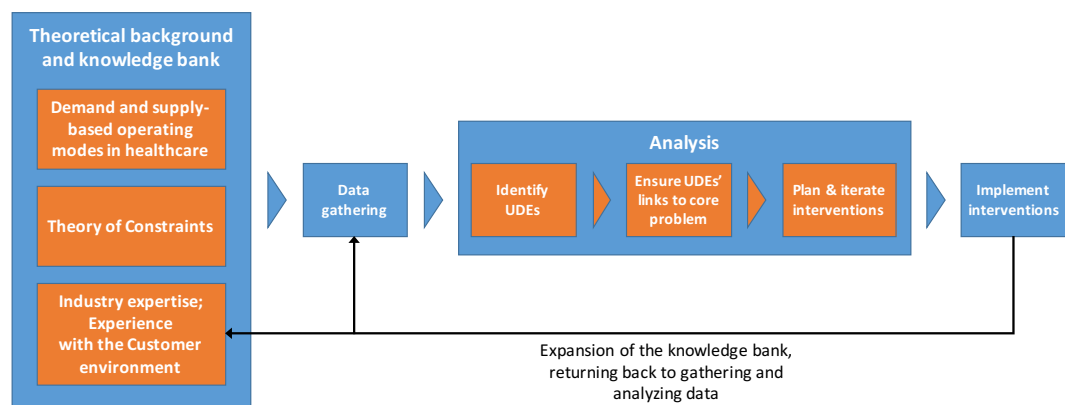 Theoretical background
and knowledge bank
Demand and supply-
based operating
modes in healthcare
Theory of Constraints
Industry expertise;
Experience
with the Customer
environment
Data
gathering
Analysis
Identify
UDEs
Ensure UDEs'
links to core
problem
Plan & iterate
interventions
Implement
interventions
Expansion of the knowledge bank,
returning back to gathering and
analyzing data